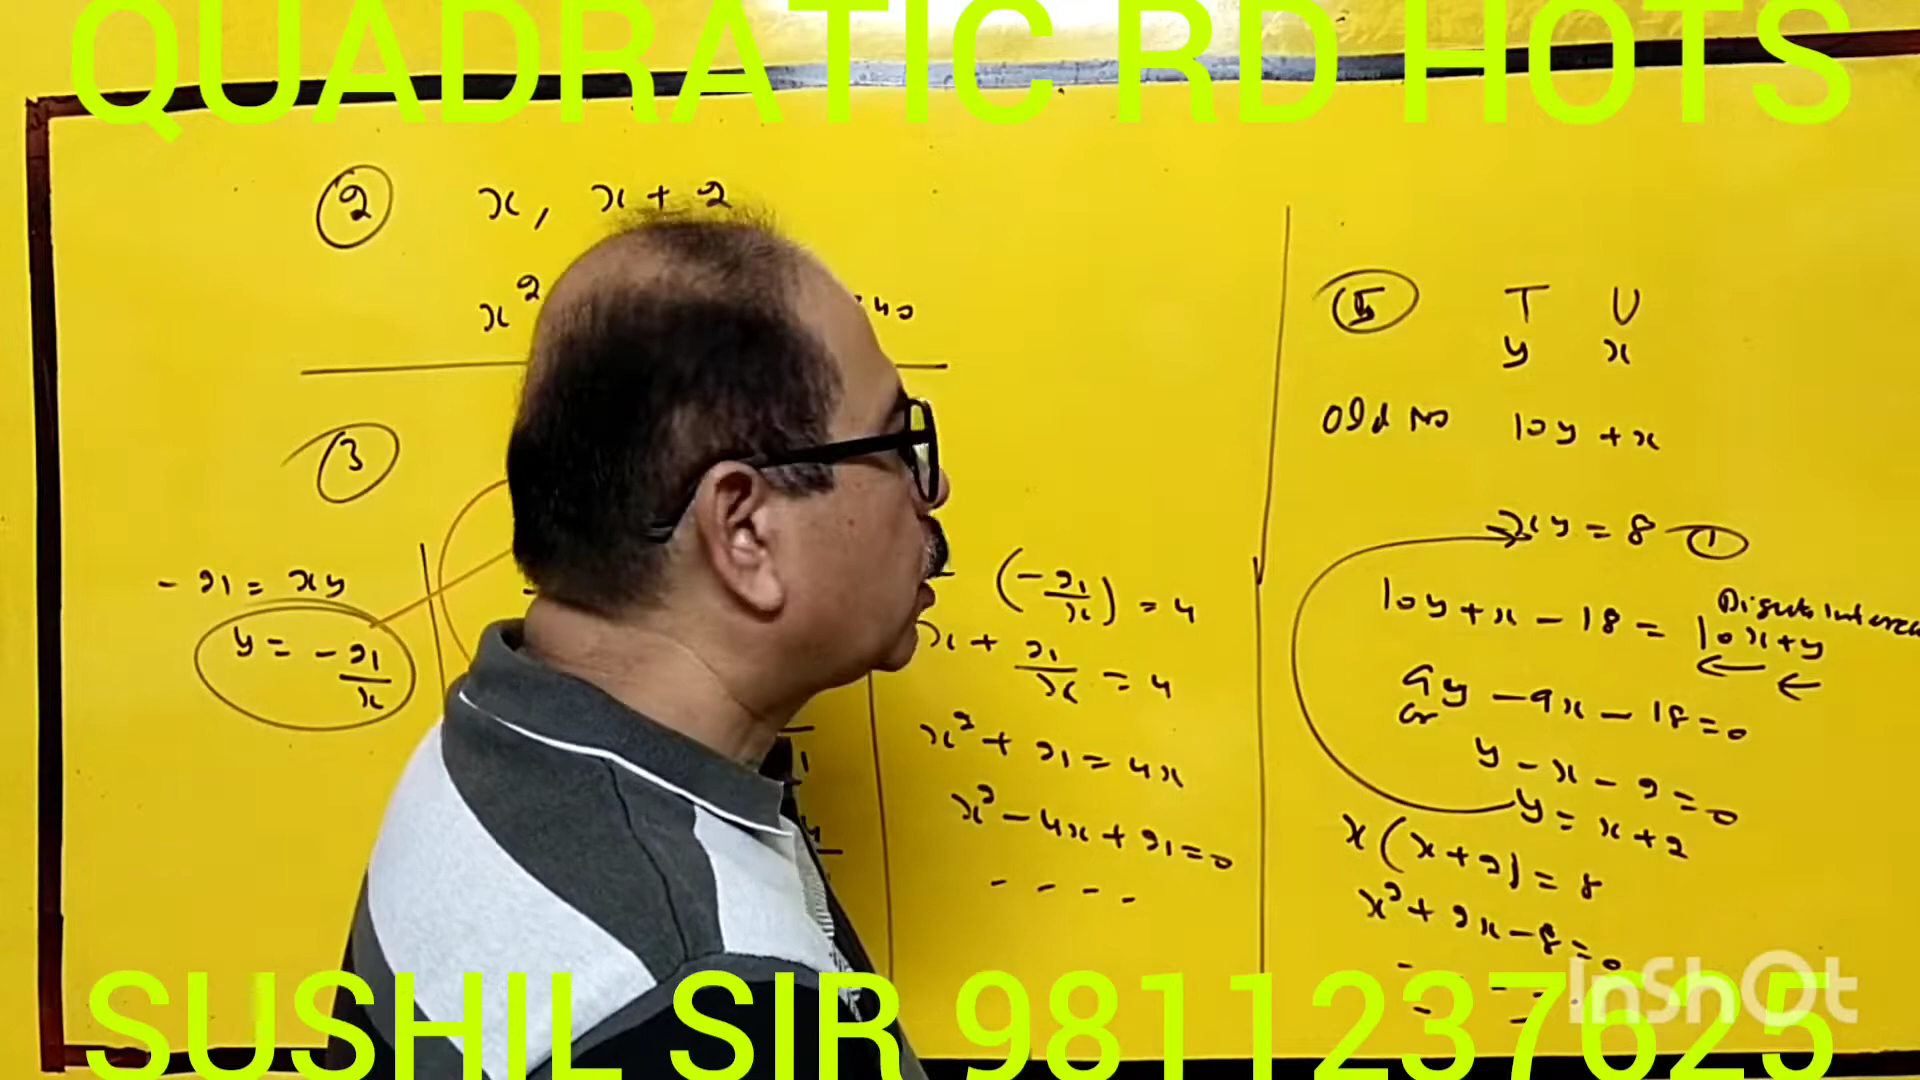 QUADRATIC RD HOTS
2 x, x + 2
x² 40
3
- 21 = xy
y = - 21/x
(- 21/x) = 4
x + 21/x = 4
x² + 21 = 4x
x² - 4x + 21 = 0
- - - -
5 T U
y x
Old No 10y + x
xy = 8 - 1
10y + x - 18 = 10x + y
9y - 9x - 18 = 0
or
y - x - 2 = 0
y = x + 2
x(x + 2) = 8
x² + 2x - 8 = 0
InShOt
SUSHIL SIR 9811237625